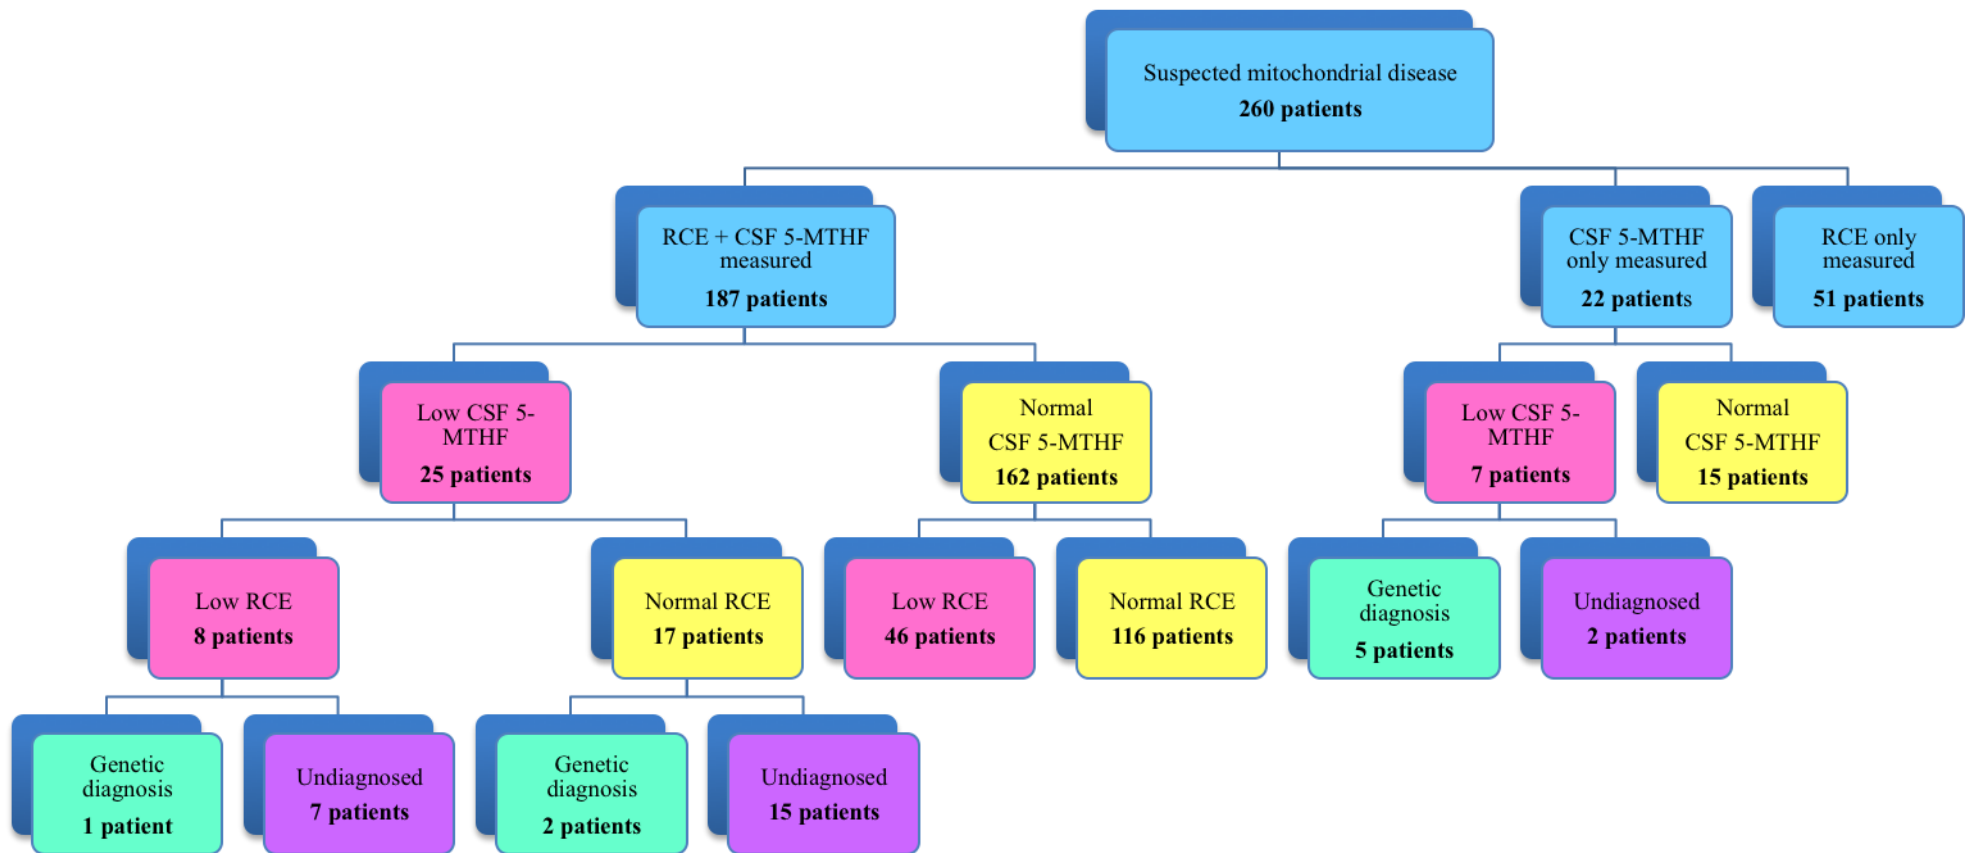 Suspected mitochondrial disease
260 patients
RCE + CSF 5-MTHF
measured
187 patients
CSF 5-MTHF
only measured
22 patients
RCE only
measured
51 patients
Low CSF 5-
MTHF
25 patients
Normal
CSF 5-MTHF
162 patients
Low CSF 5-
MTHF
7 patients
Normal
CSF 5-MTHF
15 patients
Low RCE
8 patients
Normal RCE
17 patients
Low RCE
46 patients
Normal RCE
116 patients
Genetic
diagnosis
5 patients
Undiagnosed
2 patients
Genetic
diagnosis
1 patient
Undiagnosed
7 patients
Genetic
diagnosis
2 patients
Undiagnosed
15 patients